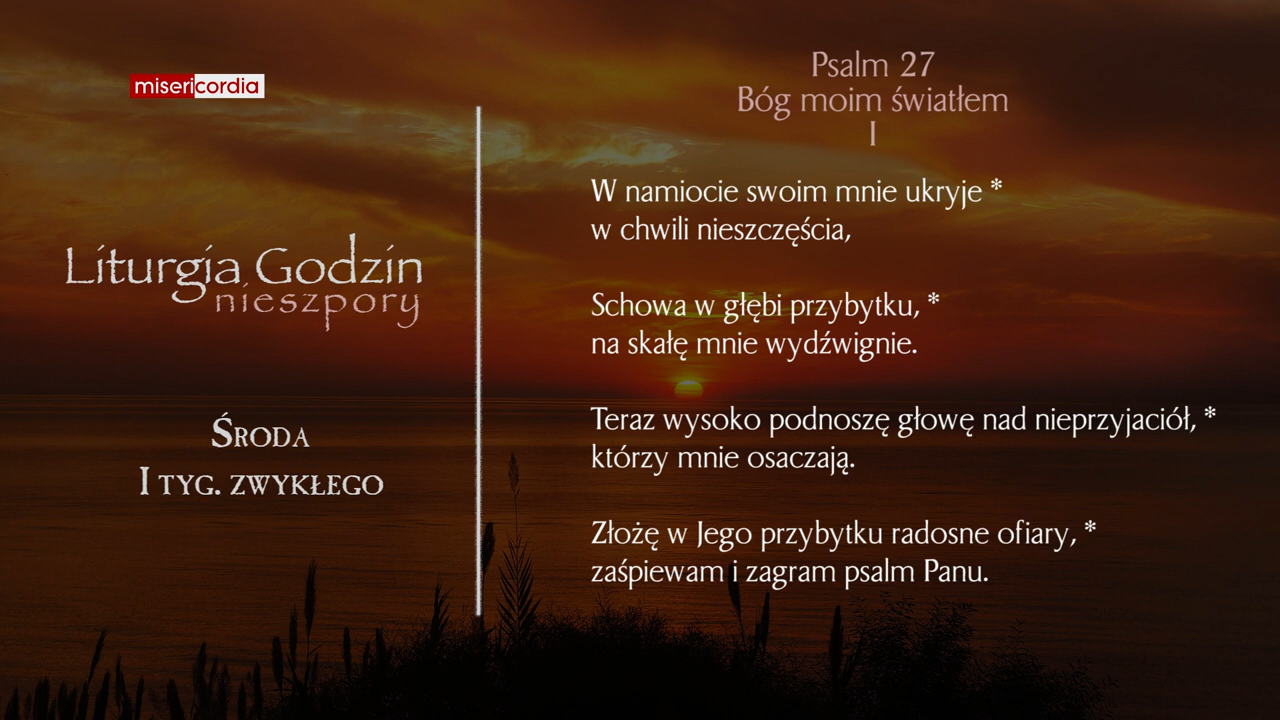 misericordia
Liturgia Godzin
nieszpory
Środa
I tyg. zwykłego
Psalm 27
Bóg moim światłem
I
W namiocie swoim mnie ukryje *
w chwili nieszczęścia,
Schowa w głębi przybytku, *
na skałę mnie wydźwignie.
Teraz wysoko podnoszę głowę nad nieprzyjaciół, *
którzy mnie osaczają.
Złożę w Jego przybytku radosne ofiary, *
zaśpiewam i zagram psalm Panu.